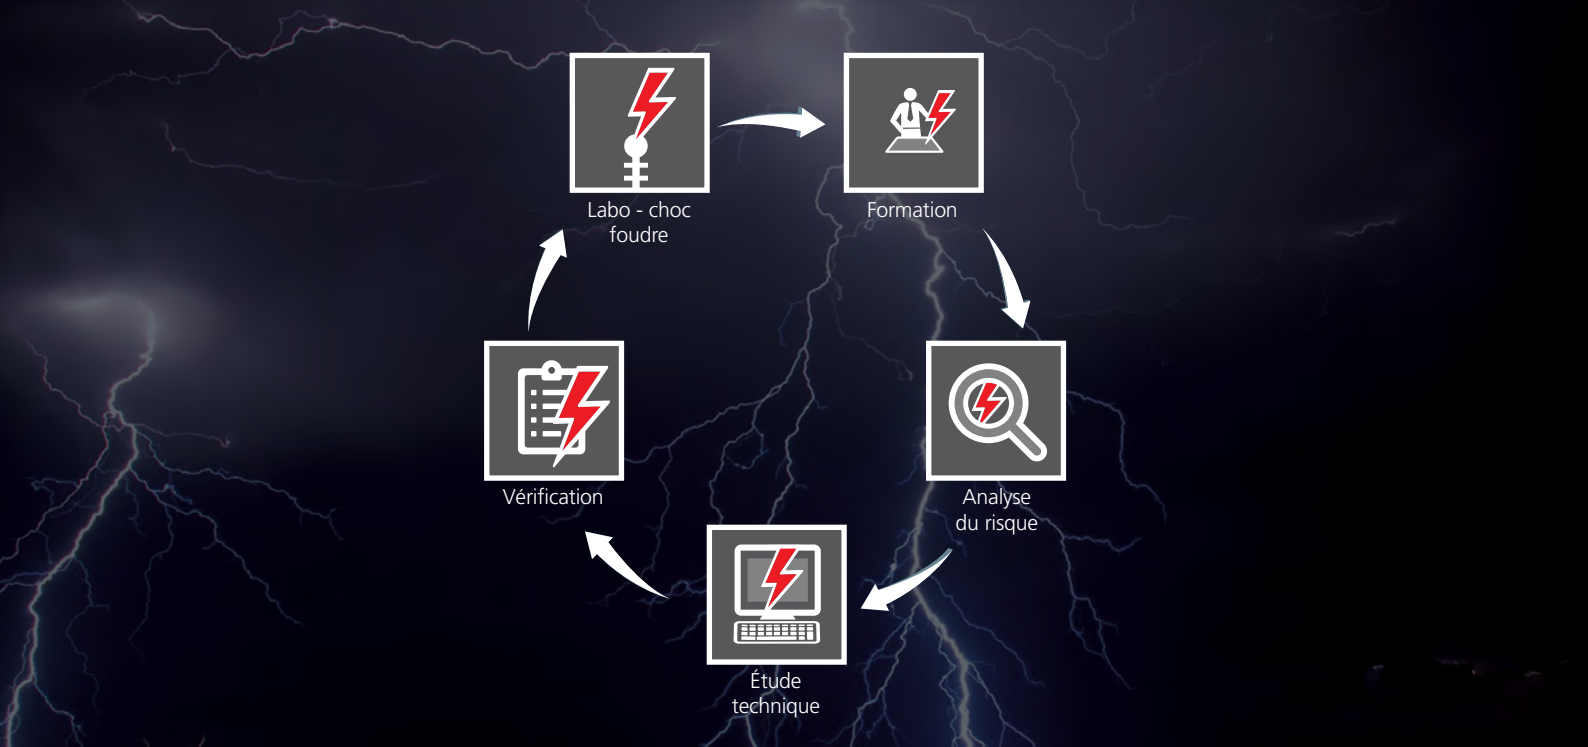 Labo - choc
foudre
Formation
Vérification
Analyse
du risque
Étude
technique